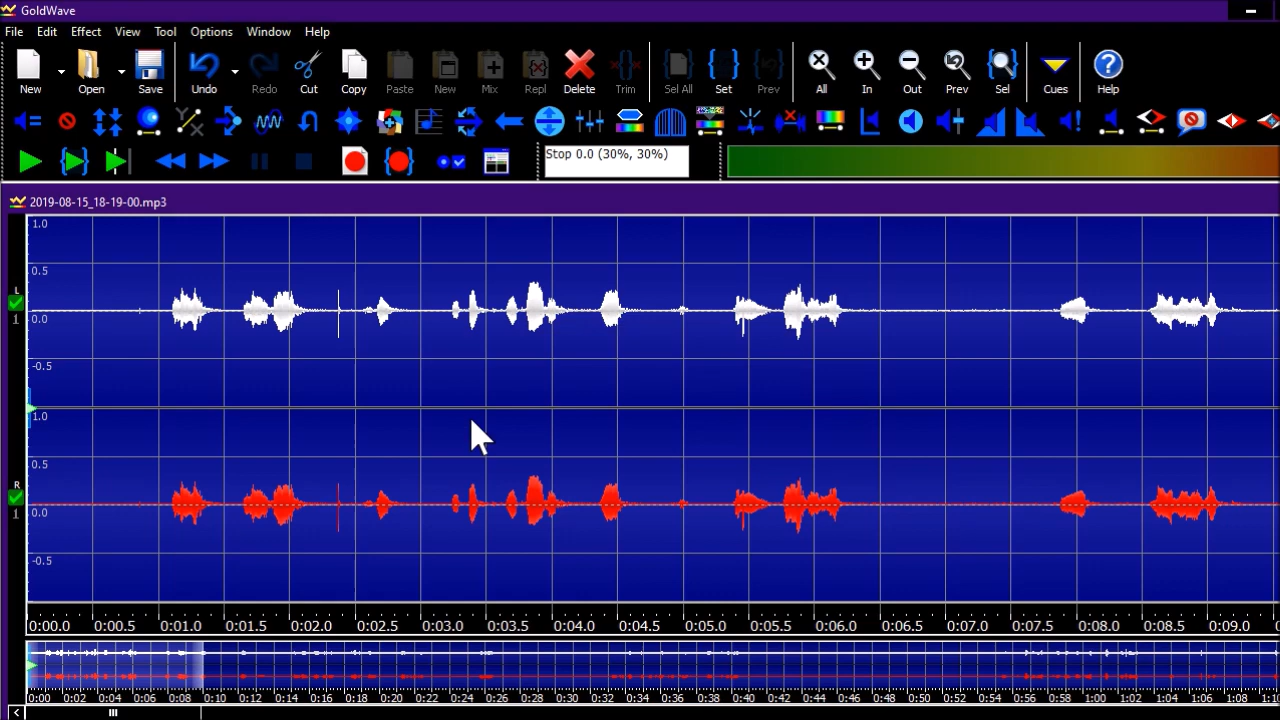 GoldWave
File Edit Effect View Tool Options Window Help
New Open Save Undo Redo Cut Copy Paste New Mix Repl Delete Trim Sel All Set Prev All In Out Prev Sel Cues Help
Stop 0.0 (30%, 30%)
2019-08-15_18-19-00.mp3
1.0
0.5
L
1
0.0
-0.5
1.0
0.5
R
1
0.0
-0.5
0:00.0 0:00.5 0:01.0 0:01.5 0:02.0 0:02.5 0:03.0 0:03.5 0:04.0 0:04.5 0:05.0 0:05.5 0:06.0 0:06.5 0:07.0 0:07.5 0:08.0 0:08.5 0:09.0
0:00 0:02 0:04 0:06 0:08 0:10 0:12 0:14 0:16 0:18 0:20 0:22 0:24 0:26 0:28 0:30 0:32 0:34 0:36 0:38 0:40 0:42 0:44 0:46 0:48 0:50 0:52 0:54 0:56 0:58 1:00 1:02 1:04 1:06 1:08